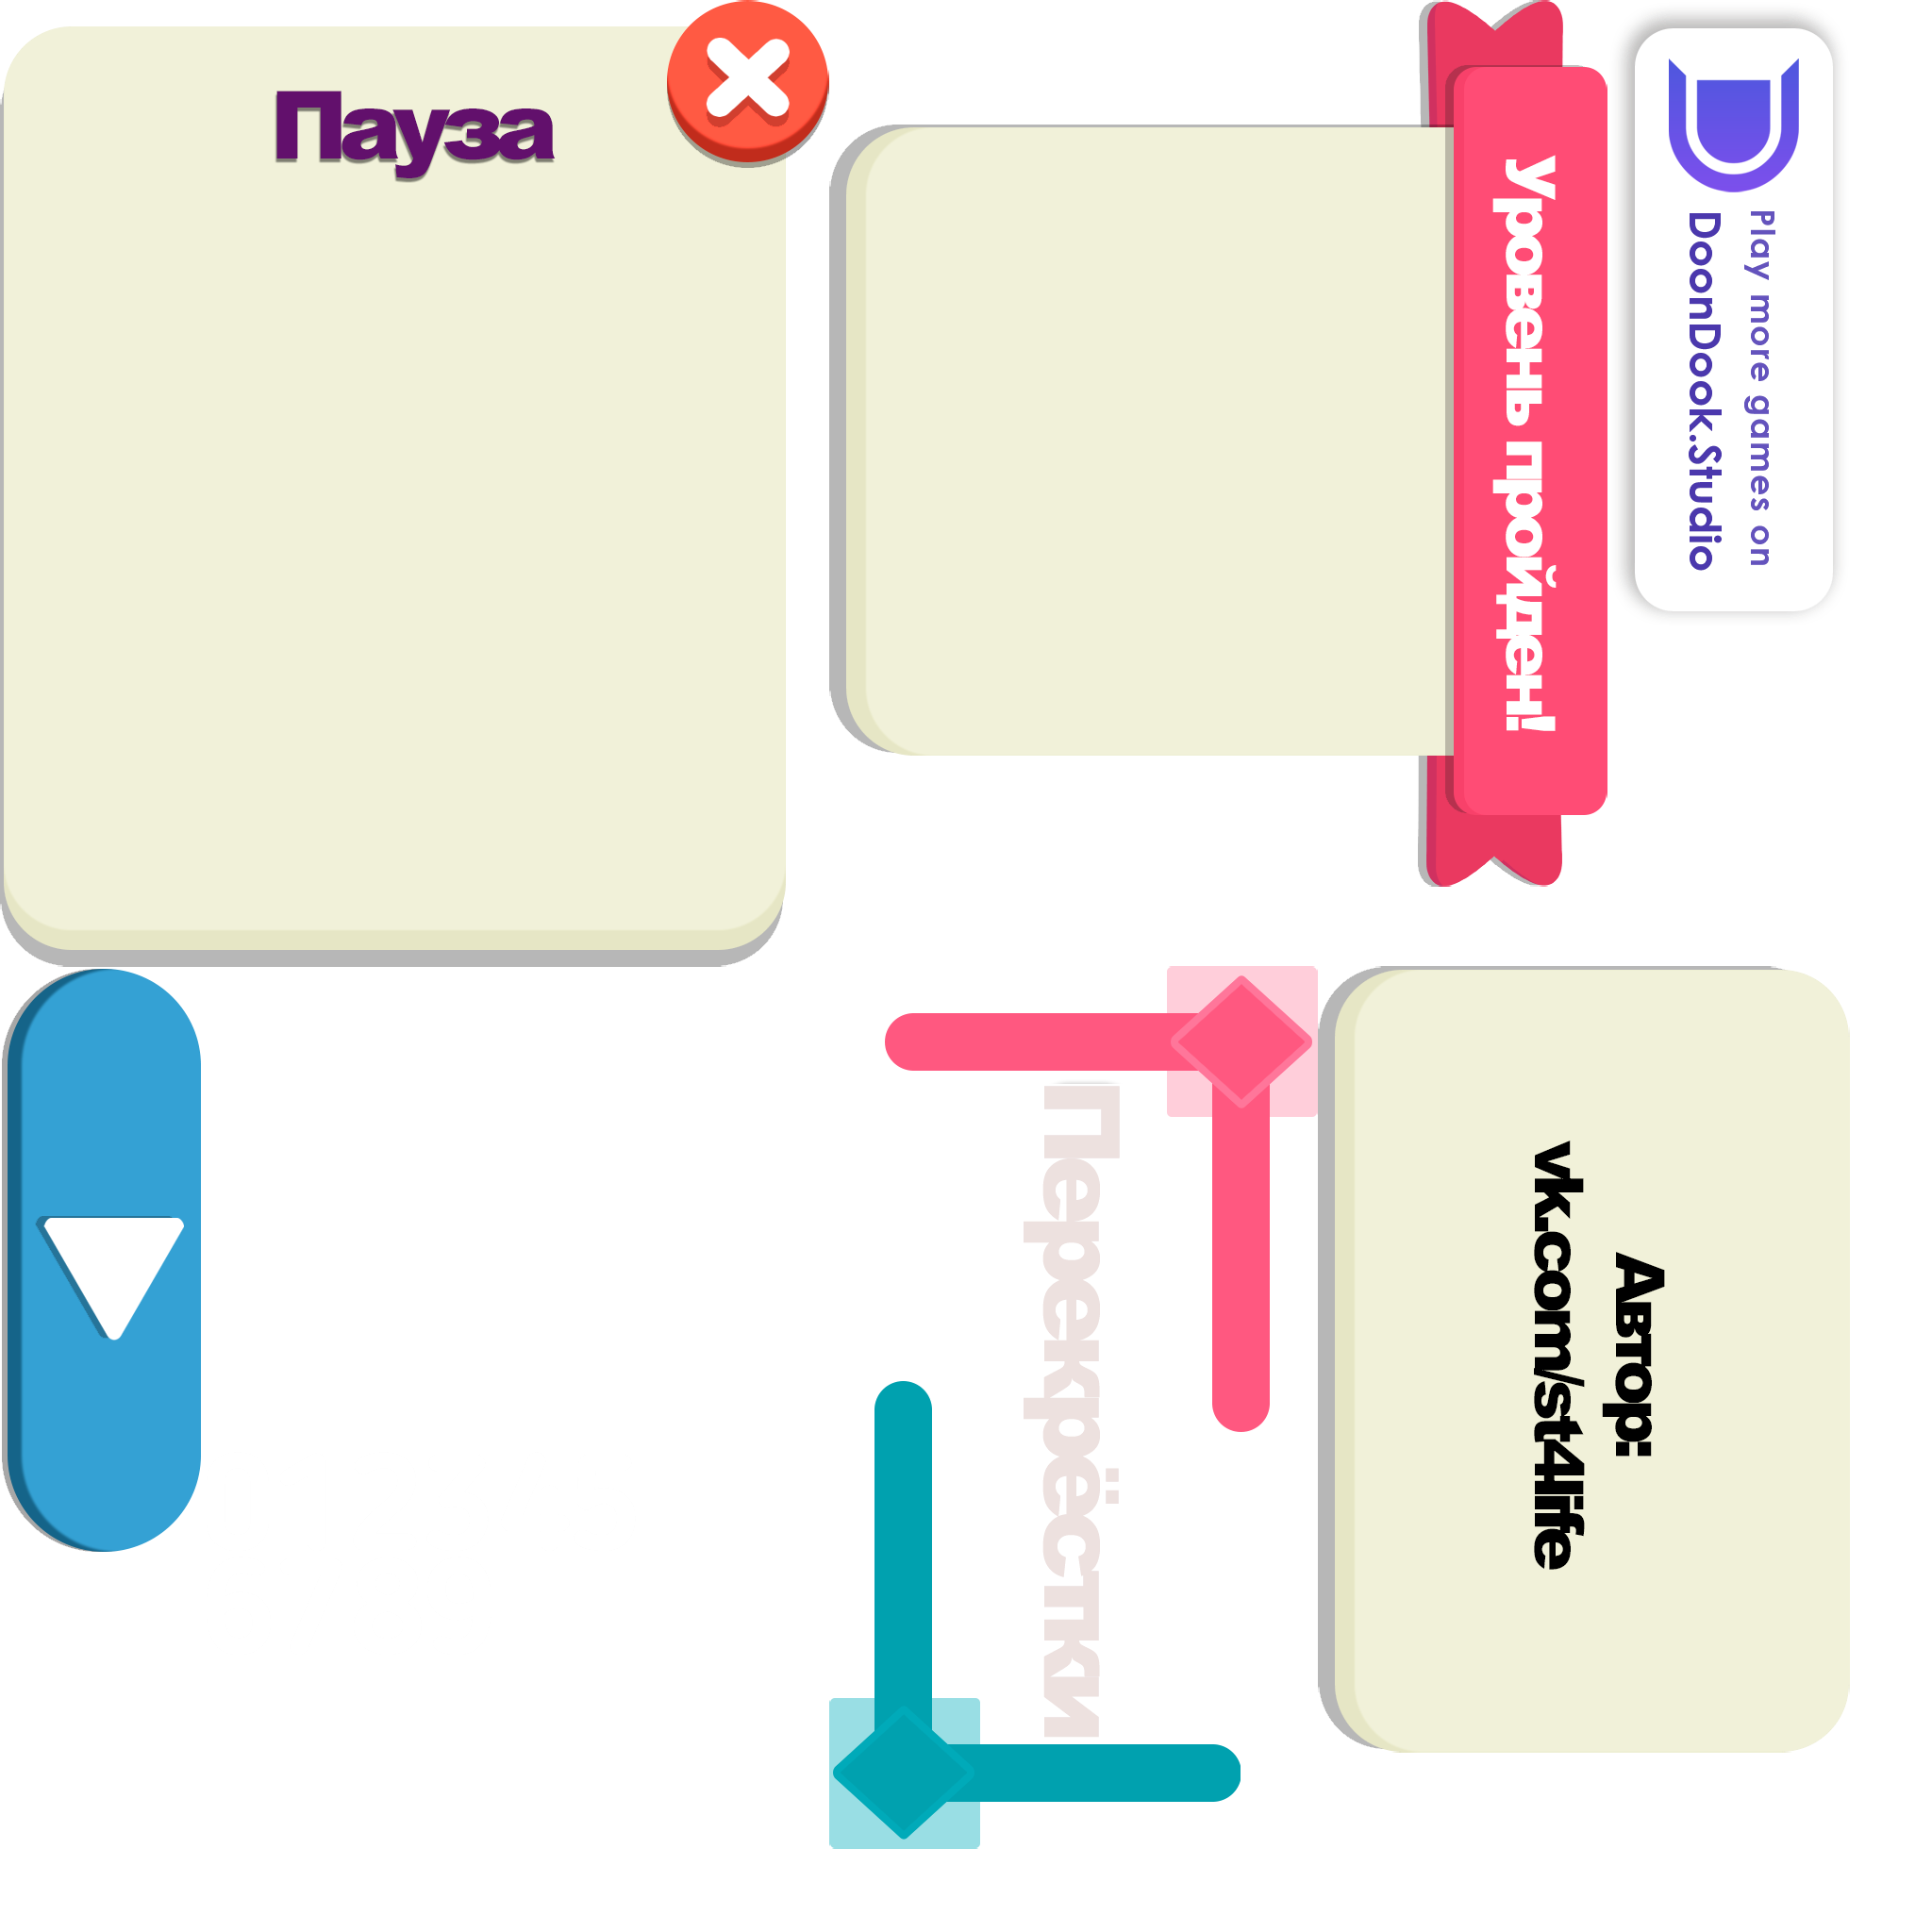 Пауза
Уровень пройден!
Play more games on
DoonDook.Studio
Перекрёстки
Автор:
vk.com/st4life